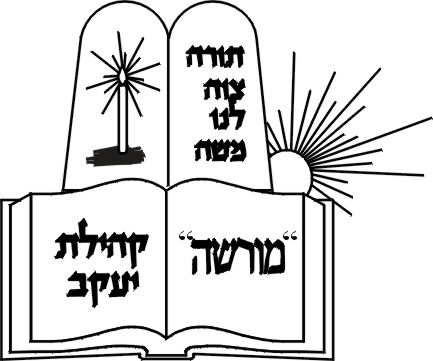 תורה
צוה
לנו
משה
“מורשה“
קהילת
יעקב